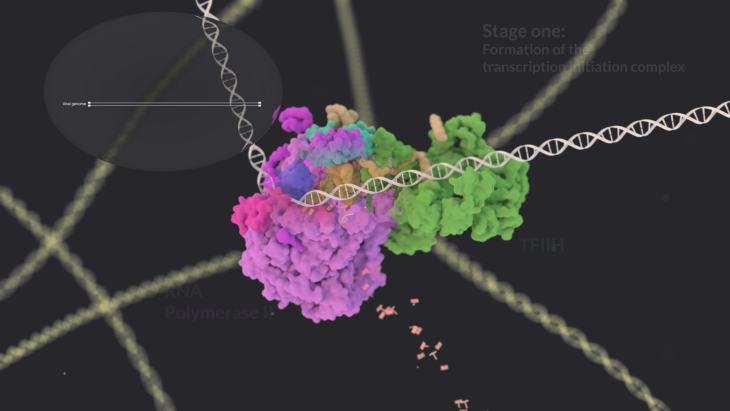 Stage one:
Formation of the
transcription initiation complex
Viral genome
TFIIH
RNA
Polymerase II